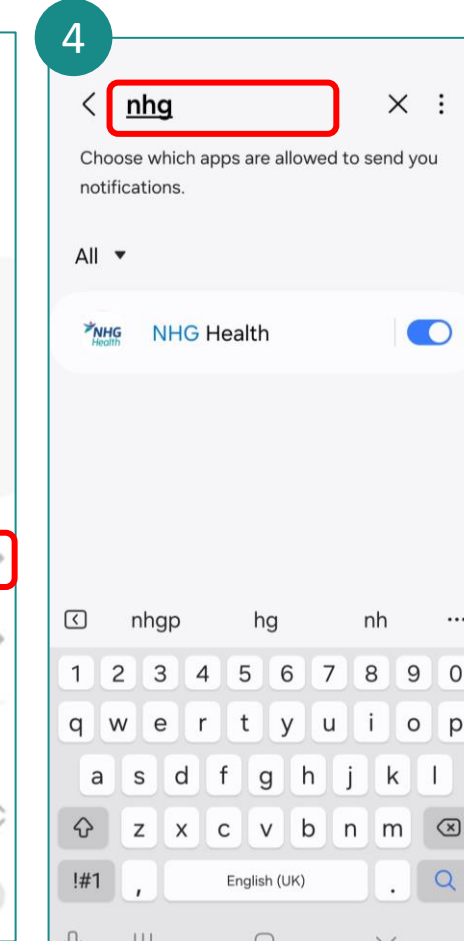 4
nhg
Choose which apps are allowed to send you
notifications.
All
NHG
Health
NHG Health
nhgp hg nh ...
1 2 3 4 5 6 7 8 9 0
q w e r t y u i o p
a s d f g h j k l
z x c v b n m
!#1 , English (UK) .